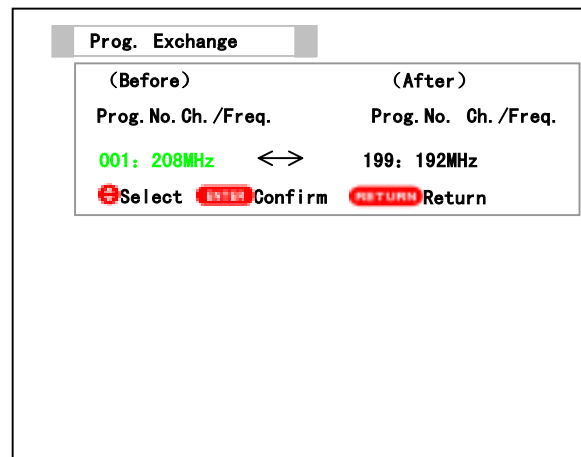 Prog. Exchange
（Before） （After）
Prog.No.Ch./Freq. Prog.No. Ch./Freq.
001：208MHz ↔ 199：192MHz
Select ENTER Confirm RETURN Return